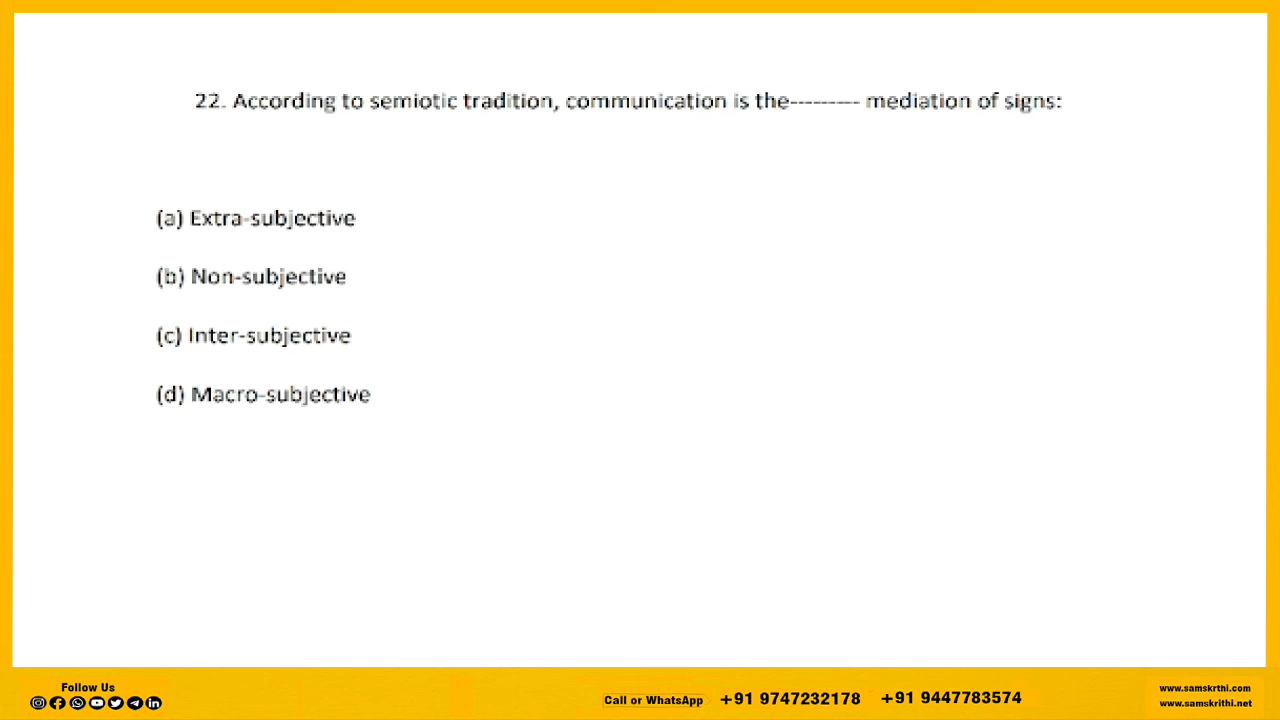 22. According to semiotic tradition, communication is the--------- mediation of signs:
(a) Extra-subjective
(b) Non-subjective
(c) Inter-subjective
(d) Macro-subjective
Follow Us
Call or WhatsApp +91 9747232178 +91 9447783574
www.samskrthi.com
www.samskrithi.net